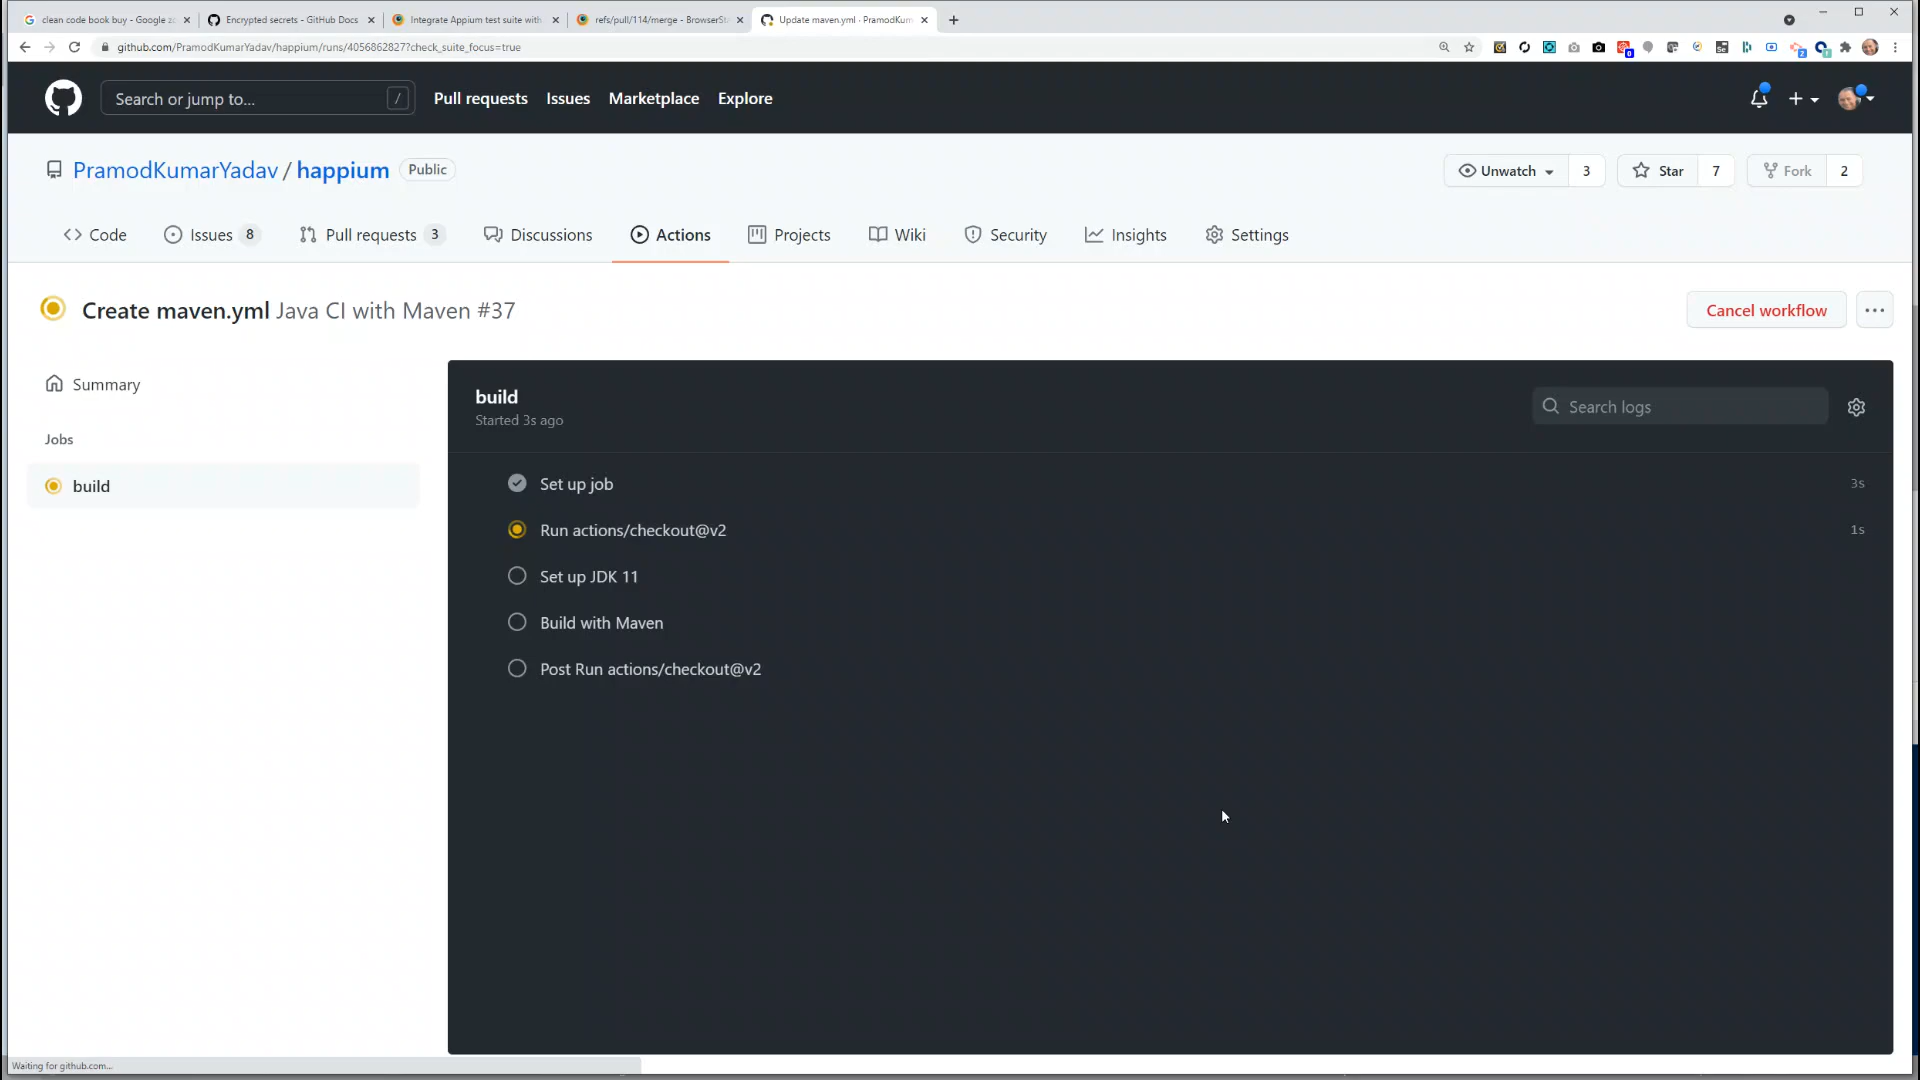 clean code book buy - Google
Encrypted secrets - GitHub Docs
Integrate Appium test suite with
refs/pull/114/merge - BrowserSt
Update maven.yml · PramodKum
github.com/PramodKumarYadav/happium/runs/4056862827?check_suite_focus=true
Search or jump to...
/
Pull requests
Issues
Marketplace
Explore
PramodKumarYadav / happium
Public
Unwatch
3
Star
7
Fork
2
Code
Issues 8
Pull requests 3
Discussions
Actions
Projects
Wiki
Security
Insights
Settings
Create maven.yml Java CI with Maven #37
Cancel workflow
Summary
build
Started 3s ago
Search logs
Jobs
build
Set up job
3s
Run actions/checkout@v2
1s
Set up JDK 11
Build with Maven
Post Run actions/checkout@v2
Waiting for github.com...